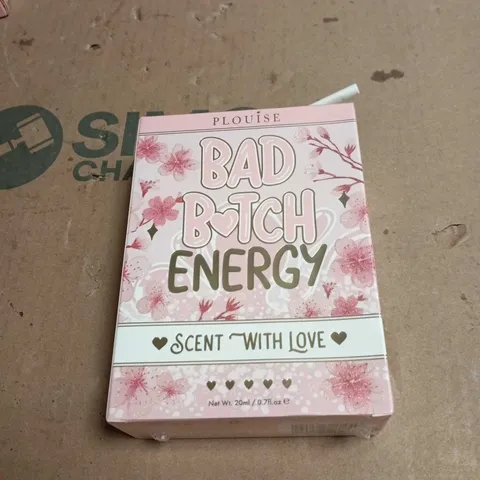 PLOUISE
BAD
B♥TCH
ENERGY
♥ SCENT WITH LOVE ♥
Net Wt. 20ml / 0.7fl.oz ℮